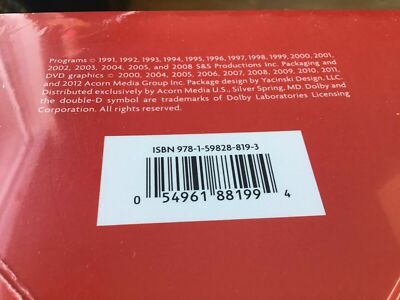 Programs © 1991, 1992, 1993, 1994, 1995, 1996, 1997, 1998, 1999, 2000, 2001,
2002, 2003, 2004, 2005, and 2008 S&S Productions Inc. Packaging and
DVD graphics © 2000, 2004, 2005, 2006, 2007, 2008, 2009, 2010, 2011,
and 2012 Acorn Media Group Inc. Package design by Yacinski Design, LLC.
Distributed exclusively by Acorn Media U.S., Silver Spring, MD. Dolby and
the double-D symbol are trademarks of Dolby Laboratories Licensing
Corporation. All rights reserved.
ISBN 978-1-59828-819-3
0 54961 88199 4